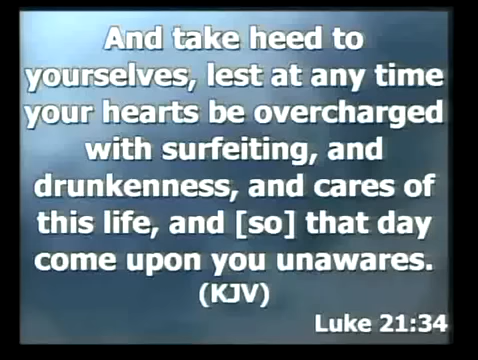 And take heed to
yourselves, lest at any time
your hearts be overcharged
with surfeiting, and
drunkenness, and cares of
this life, and [so] that day
come upon you unawares.
(KJV)
Luke 21:34